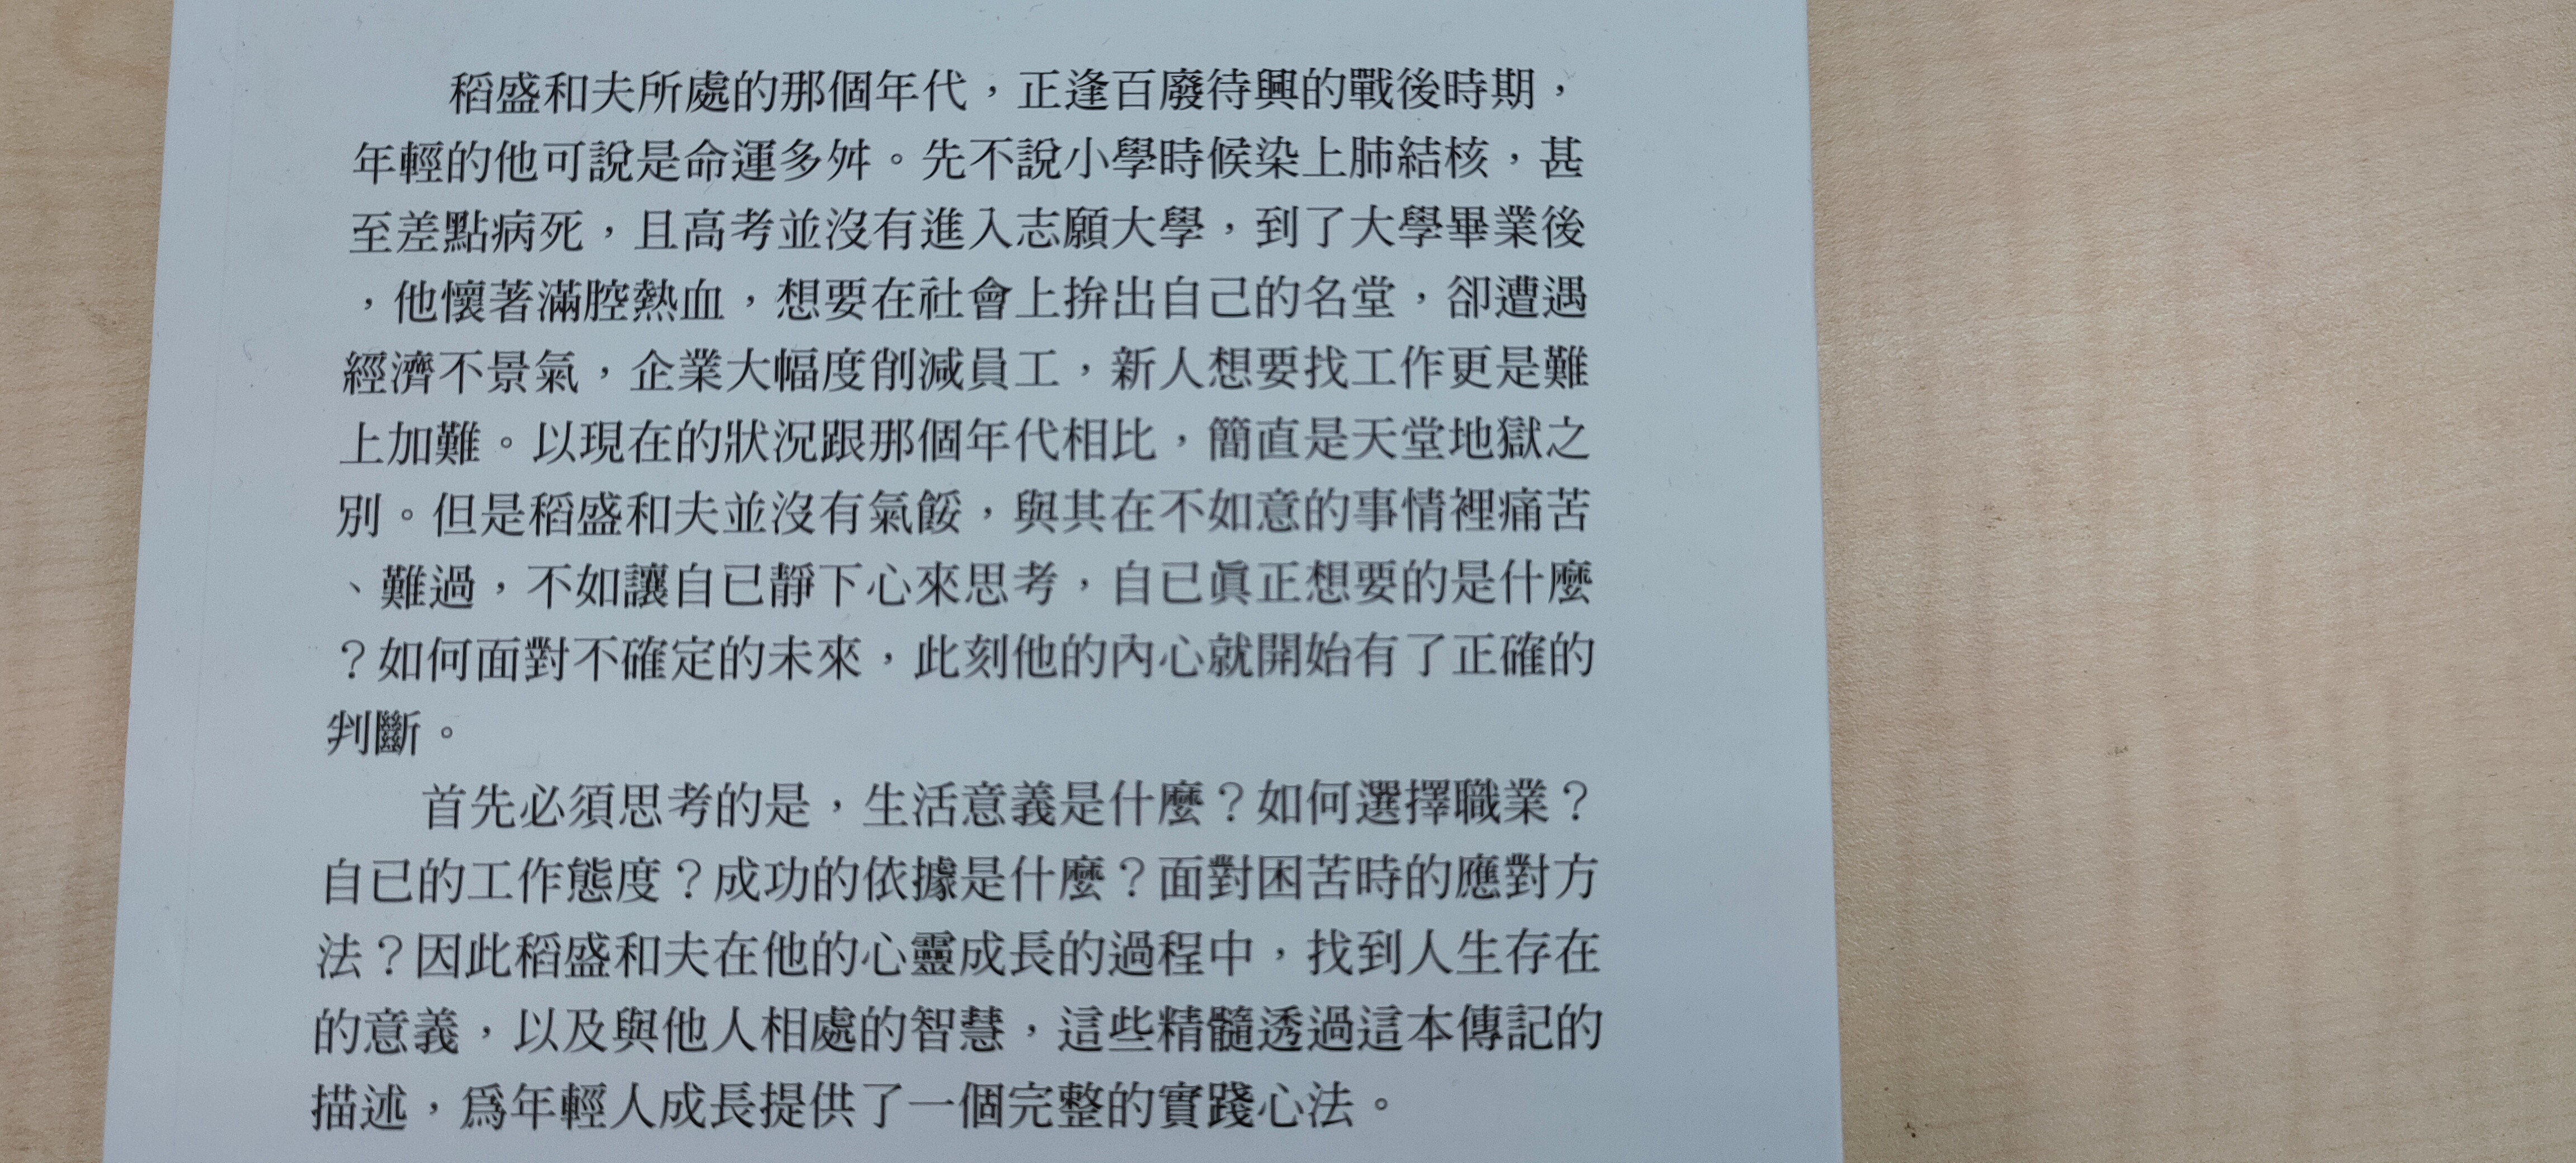 稻盛和夫所處的那個年代，正逢百廢待興的戰後時期，
年輕的他可說是命運多舛。先不說小學時候染上肺結核，甚
至差點病死，且高考並沒有進入志願大學，到了大學畢業後
，他懷著滿腔熱血，想要在社會上拚出自己的名堂，卻遭遇
經濟不景氣，企業大幅度削減員工，新人想要找工作更是難
上加難。以現在的狀況跟那個年代相比，簡直是天堂地獄之
別。但是稻盛和夫並沒有氣餒，與其在不如意的事情裡痛苦
、難過，不如讓自己靜下心來思考，自己眞正想要的是什麼
？如何面對不確定的未來，此刻他的內心就開始有了正確的
判斷。
首先必須思考的是，生活意義是什麼？如何選擇職業？
自己的工作態度？成功的依據是什麼？面對困苦時的應對方
法？因此稻盛和夫在他的心靈成長的過程中，找到人生存在
的意義，以及與他人相處的智慧，這些精髓透過這本傳記的
描述，爲年輕人成長提供了一個完整的實踐心法。